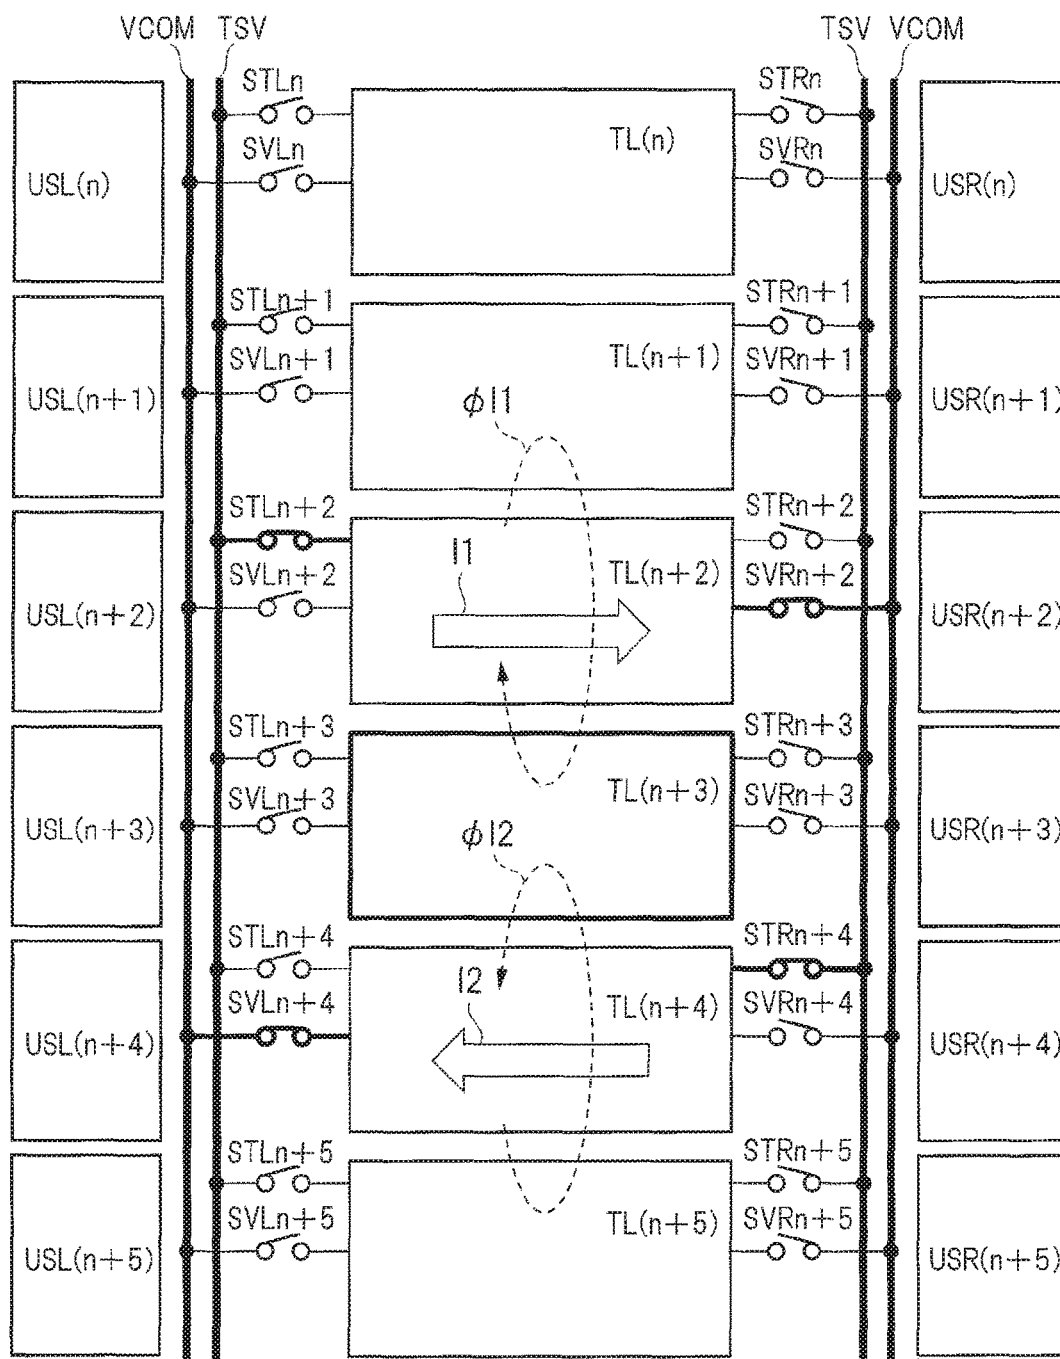 VCOM TSV TSV VCOM
STLn STRn
TL(n)
SVLn SVRn
USL(n) USR(n)
STLn+1 STRn+1
TL(n+1)
SVLn+1 SVRn+1
USL(n+1) USR(n+1)
φI1
STLn+2 STRn+2
I1
TL(n+2)
SVLn+2 SVRn+2
USL(n+2) USR(n+2)
STLn+3 STRn+3
TL(n+3)
SVLn+3 SVRn+3
USL(n+3) USR(n+3)
φI2
STLn+4 STRn+4
I2
TL(n+4)
SVLn+4 SVRn+4
USL(n+4) USR(n+4)
STLn+5 STRn+5
TL(n+5)
SVLn+5 SVRn+5
USL(n+5) USR(n+5)